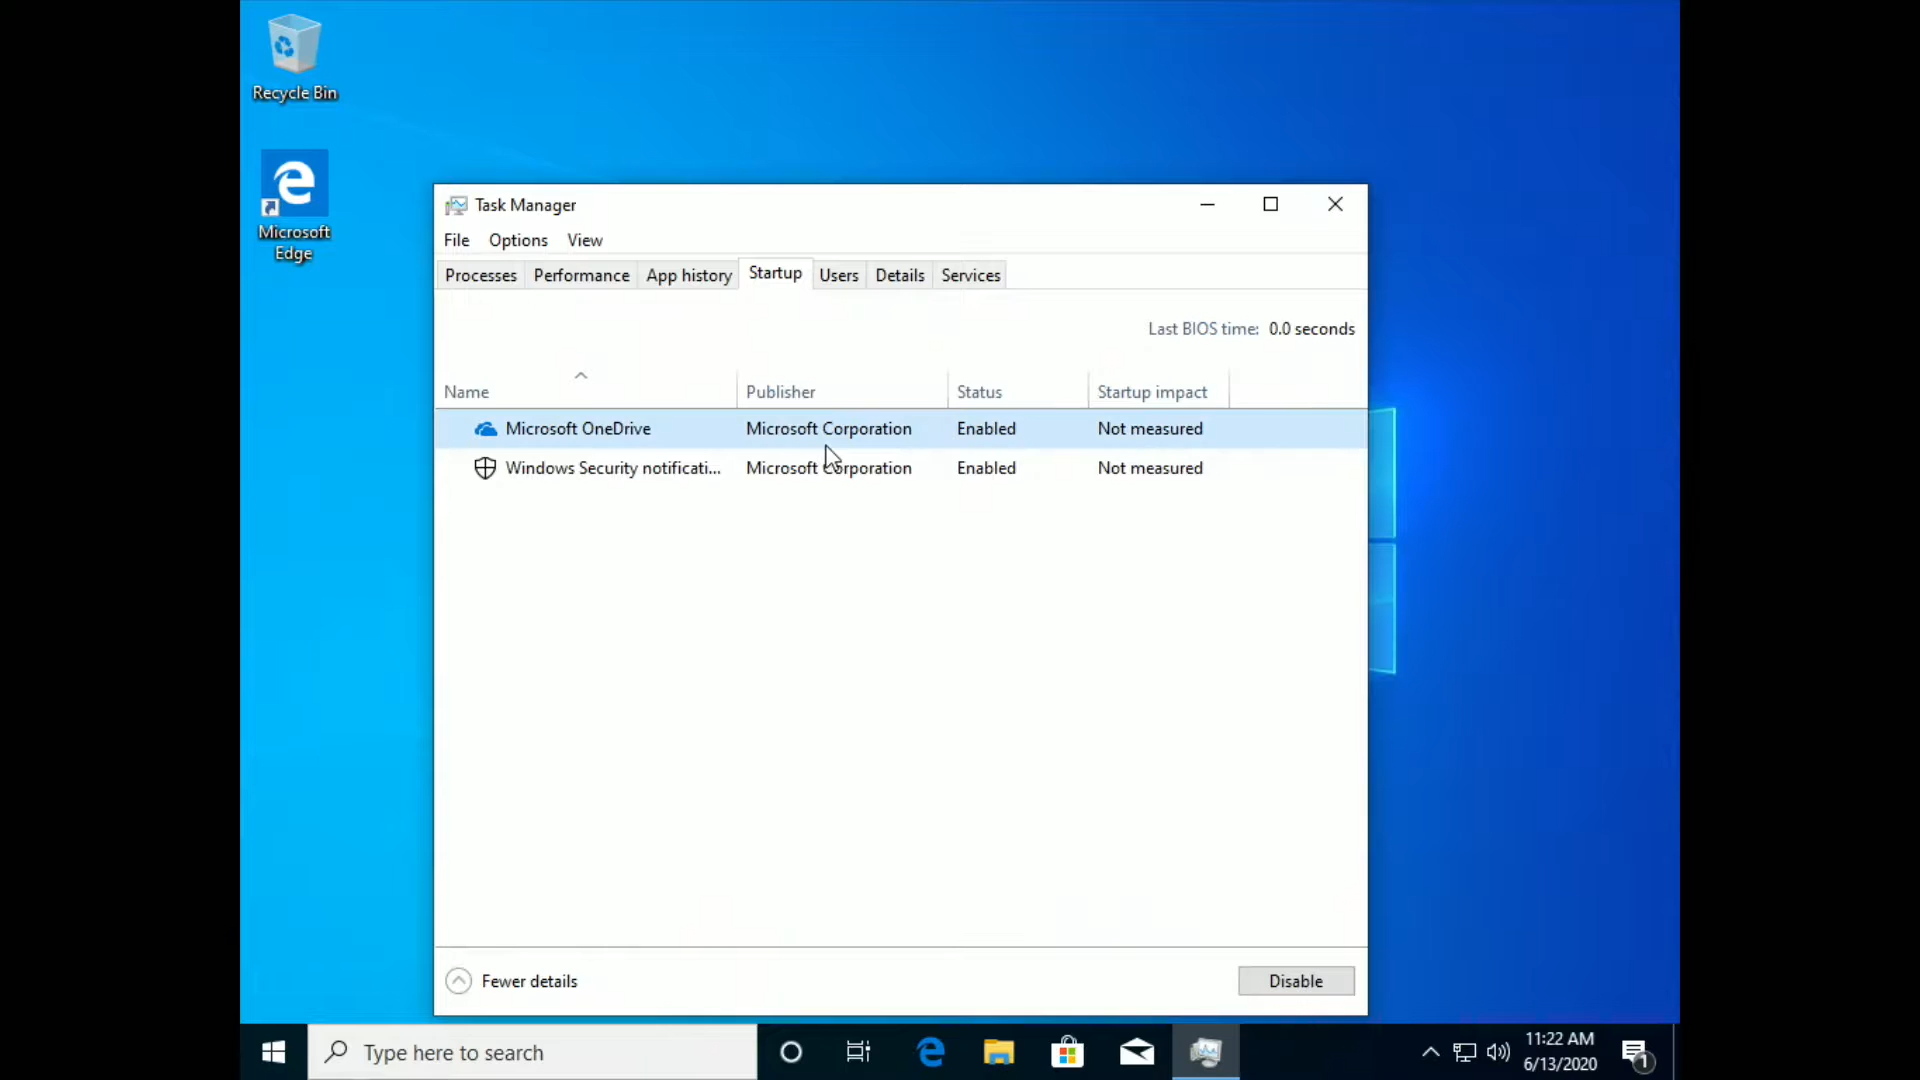 Recycle Bin
Microsoft
Edge
Task Manager
File Options View
Processes Performance App history Startup Users Details Services
Last BIOS time: 0.0 seconds
Name Publisher Status Startup impact
Microsoft OneDrive Microsoft Corporation Enabled Not measured
Windows Security notificati... Microsoft Corporation Enabled Not measured
Fewer details Disable
Type here to search
11:22 AM
6/13/2020
1